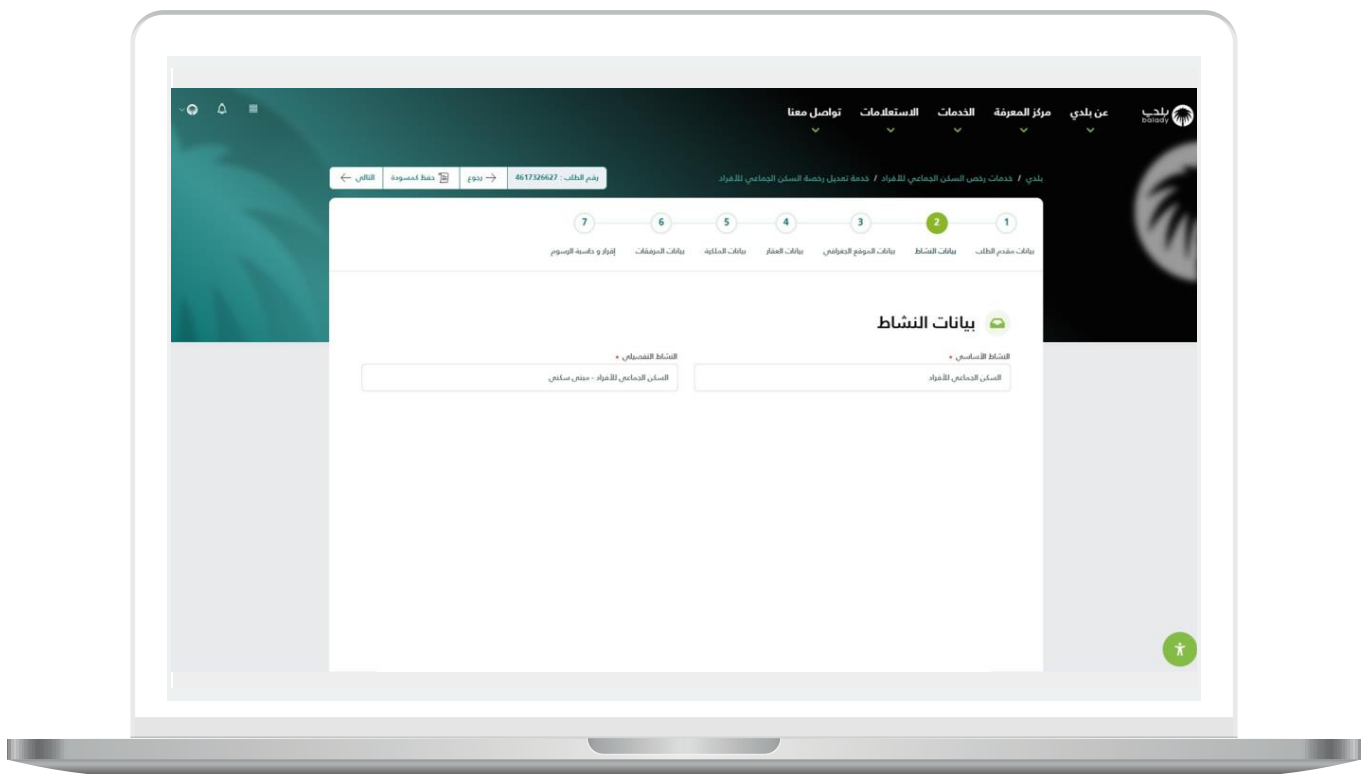 بلدي
balady
عن بلدي
مركز المعرفة
الخدمات
الاستعلامات
تواصل معنا
بلدي / خدمات رخص السكن الجماعي للأفراد / خدمة تعديل رخصة السكن الجماعي للأفراد
رقم الطلب : 4617326627
رجوع
حفظ كمسودة
التالي
1
2
3
4
5
6
7
بيانات مقدم الطلب
بيانات النشاط
بيانات الموقع الجغرافي
بيانات العقار
بيانات الملكية
بيانات المرفقات
إقرار و حاسبة الرسوم
بيانات النشاط
النشاط الأساسي *
السكن الجماعي للأفراد
النشاط التفصيلي *
السكن الجماعي للأفراد - مبنى سكني